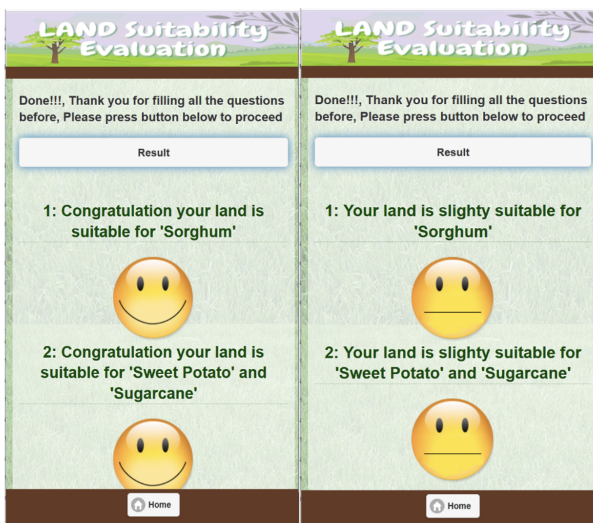 LAND Suitability
Evaluation
Done!!!, Thank you for filling all the questions
before, Please press button below to proceed
Result
1: Congratulation your land is
suitable for 'Sorghum'
2: Congratulation your land is
suitable for 'Sweet Potato' and
'Sugarcane'
Home
LAND Suitability
Evaluation
Done!!!, Thank you for filling all the questions
before, Please press button below to proceed
Result
1: Your land is slighty suitable for
'Sorghum'
2: Your land is slighty suitable for
'Sweet Potato' and 'Sugarcane'
Home